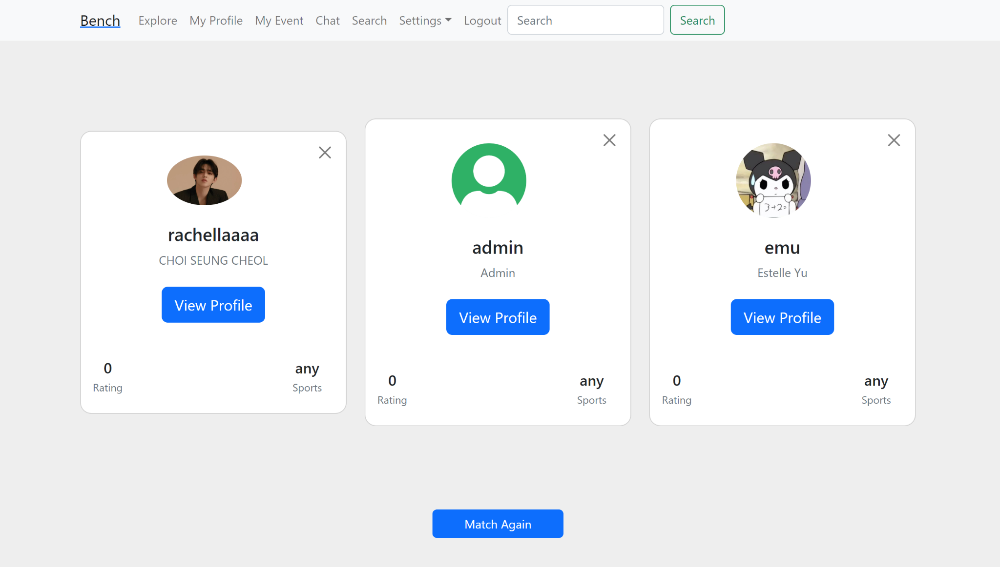 Bench Explore My Profile My Event Chat Search Settings Logout Search Search
rachellaaaa
CHOI SEUNG CHEOL
View Profile
0 any
Rating Sports
admin
Admin
View Profile
0 any
Rating Sports
3+2=
emu
Estelle Yu
View Profile
0 any
Rating Sports
Match Again